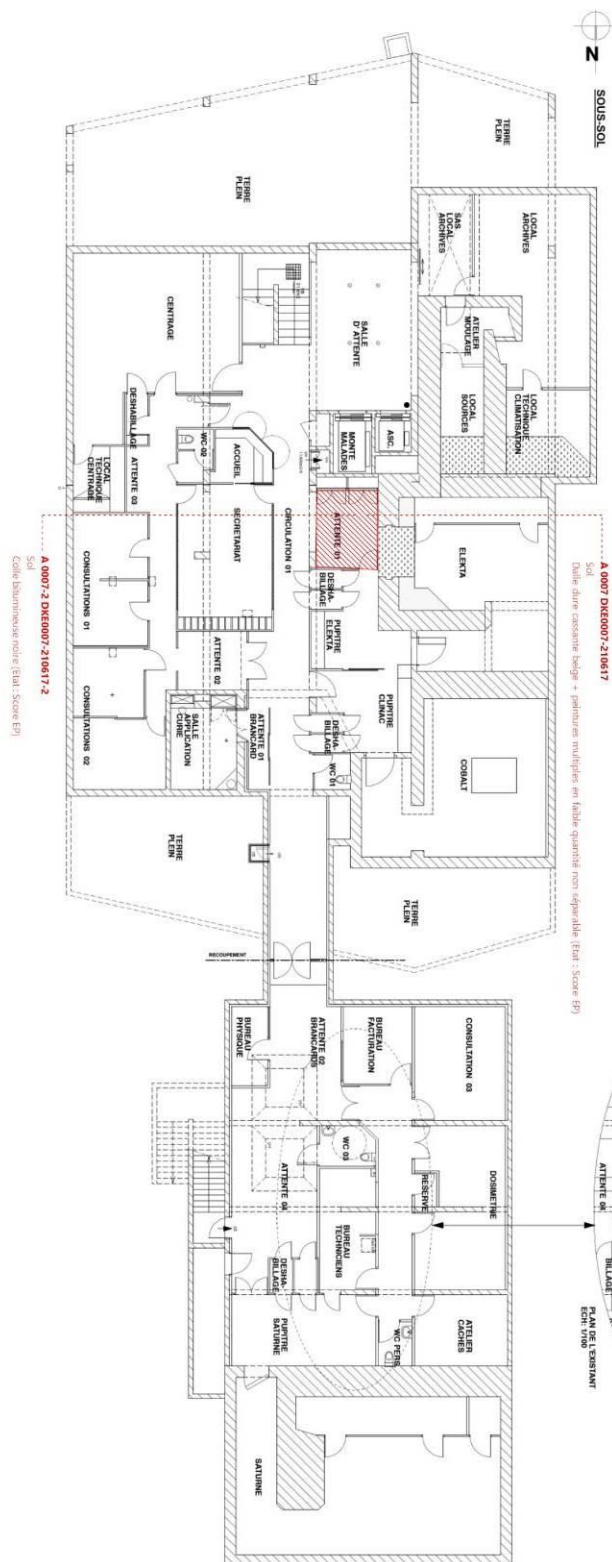 N
SOUS-SOL
TERRE
PLEIN
TERRE
PLEIN
LOCAL
ARCHIVES
SAS
LOCAL
ARCHIVES
ATELIER
MOULAGE
LOCAL
SOURCES
LOCAL
TECHNIQUE
CLIMATISATION
SALLE
D' ATTENTE
CENTRAGE
ASC.
MONTE
MALADES
DESHABILLAGE
WC 02
ACCUEIL
ATTENTE 03
LOCAL
TECHNIQUE
CENTRAGE
SECRETARIAT
CIRCULATION 01
ATTENTE 01
ELEKTA
A 0007 DKE0007-210617
Sol
Dalle dure cassante beige + peintures multiples en faible quantité non séparable (Etat : Score EP)
A 0007-2 DKE0007-210617-2
Sol
Colle bitumineuse noire (Etat : Score EP)
CONSULTATIONS 01
CONSULTATIONS 02
ATTENTE 02
SALLE
APPLICATION
CURIE
ATTENTE 01
BRANCARD
DESHA-
BILLAGE
PUPITRE
ELEKTA
PUPITRE
CLINAC
DESHA-
BILLAGE
WC 01
COBALT
TERRE
PLEIN
TERRE
PLEIN
RECOUPEMENT
BUREAU
PHYSIQUE
ATTENTE 02
BRANCARDS
BUREAU
FACTURATION
CONSULTATION 03
WC 03
ATTENTE 04
RESERVE
DOSIMETRIE
BUREAU
TECHNICIENS
DESHA-
BILLAGE
PUPITRE
SATURNE
WC PERS.
ATELIER
CACHES
SATURNE
ATTENTE 04
BILLAGE
PLAN DE L'EXISTANT
ECH: 1/100